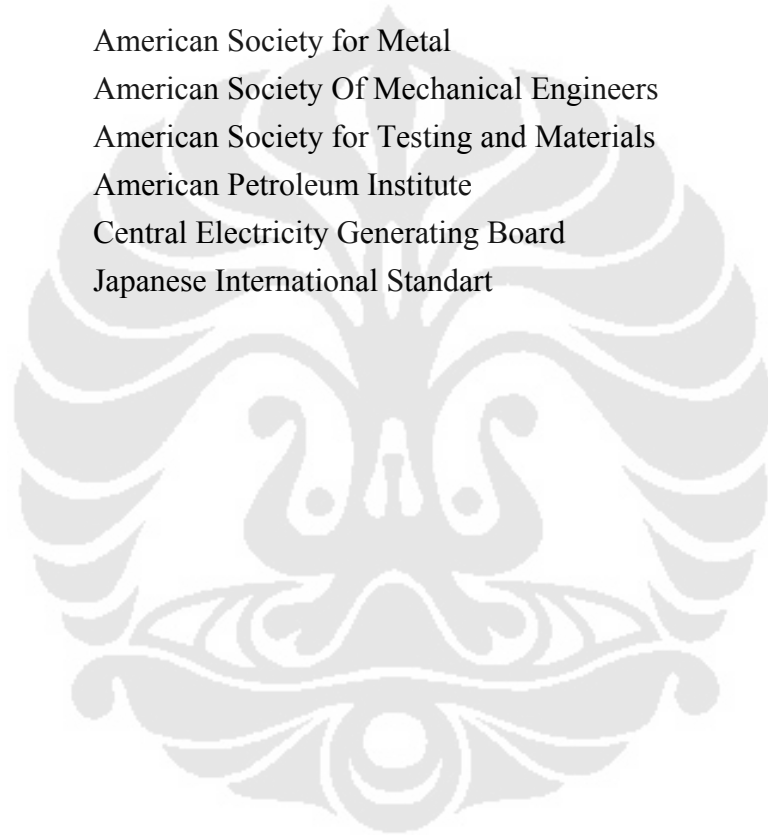 American Society for Metal
American Society Of Mechanical Engineers
American Society for Testing and Materials
American Petroleum Institute
Central Electricity Generating Board
Japanese International Standart